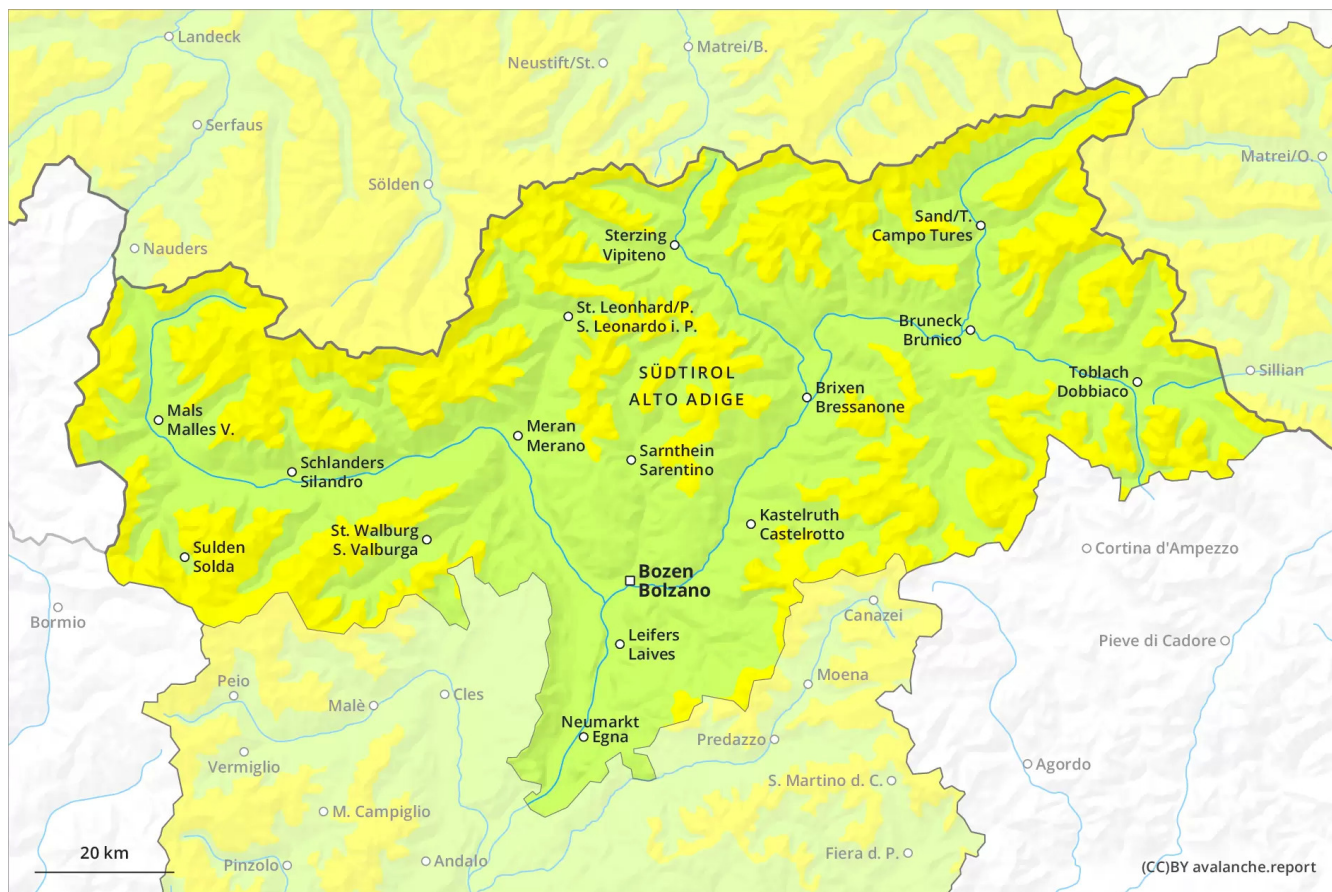 Landeck
Matrei/B.
Neustift/St.
Serfaus
Matrei/O.
Sölden
Sand/T.
Campo Tures
Sterzing
Vipiteno
Nauders
St. Leonhard/P.
S. Leonardo i. P.
Bruneck
Brunico
SÜDTIROL
ALTO ADIGE
Toblach
Dobbiaco
Sillian
Brixen
Bressanone
Mals
Malles V.
Meran
Merano
Sarnthein
Sarentino
Schlanders
Silandro
Kastelruth
Castelrotto
St. Walburg
S. Valburga
Sulden
Solda
Cortina d'Ampezzo
Bozen
Bolzano
Bormio
Canazei
Leifers
Laives
Pieve di Cadore
Peio
Moena
Cles
Malè
Neumarkt
Egna
Predazzo
Vermiglio
Agordo
S. Martino d. C.
M. Campiglio
20 km
Fiera d. P.
Andalo
Pinzolo
(CC)BY avalanche.report